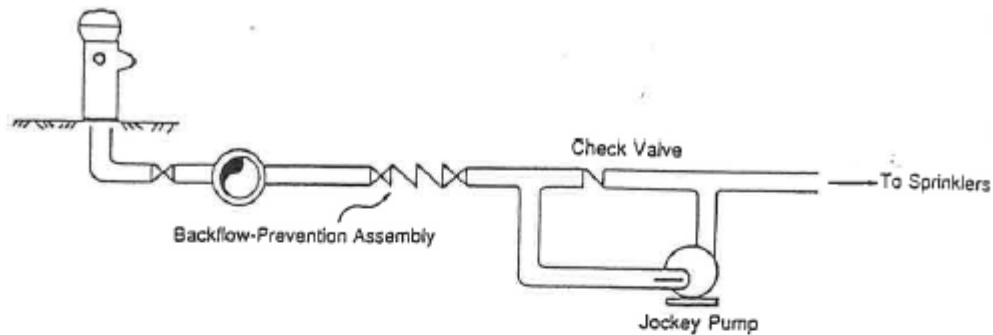 Check Valve
To Sprinklers
Backflow-Prevention Assembly
Jockey Pump